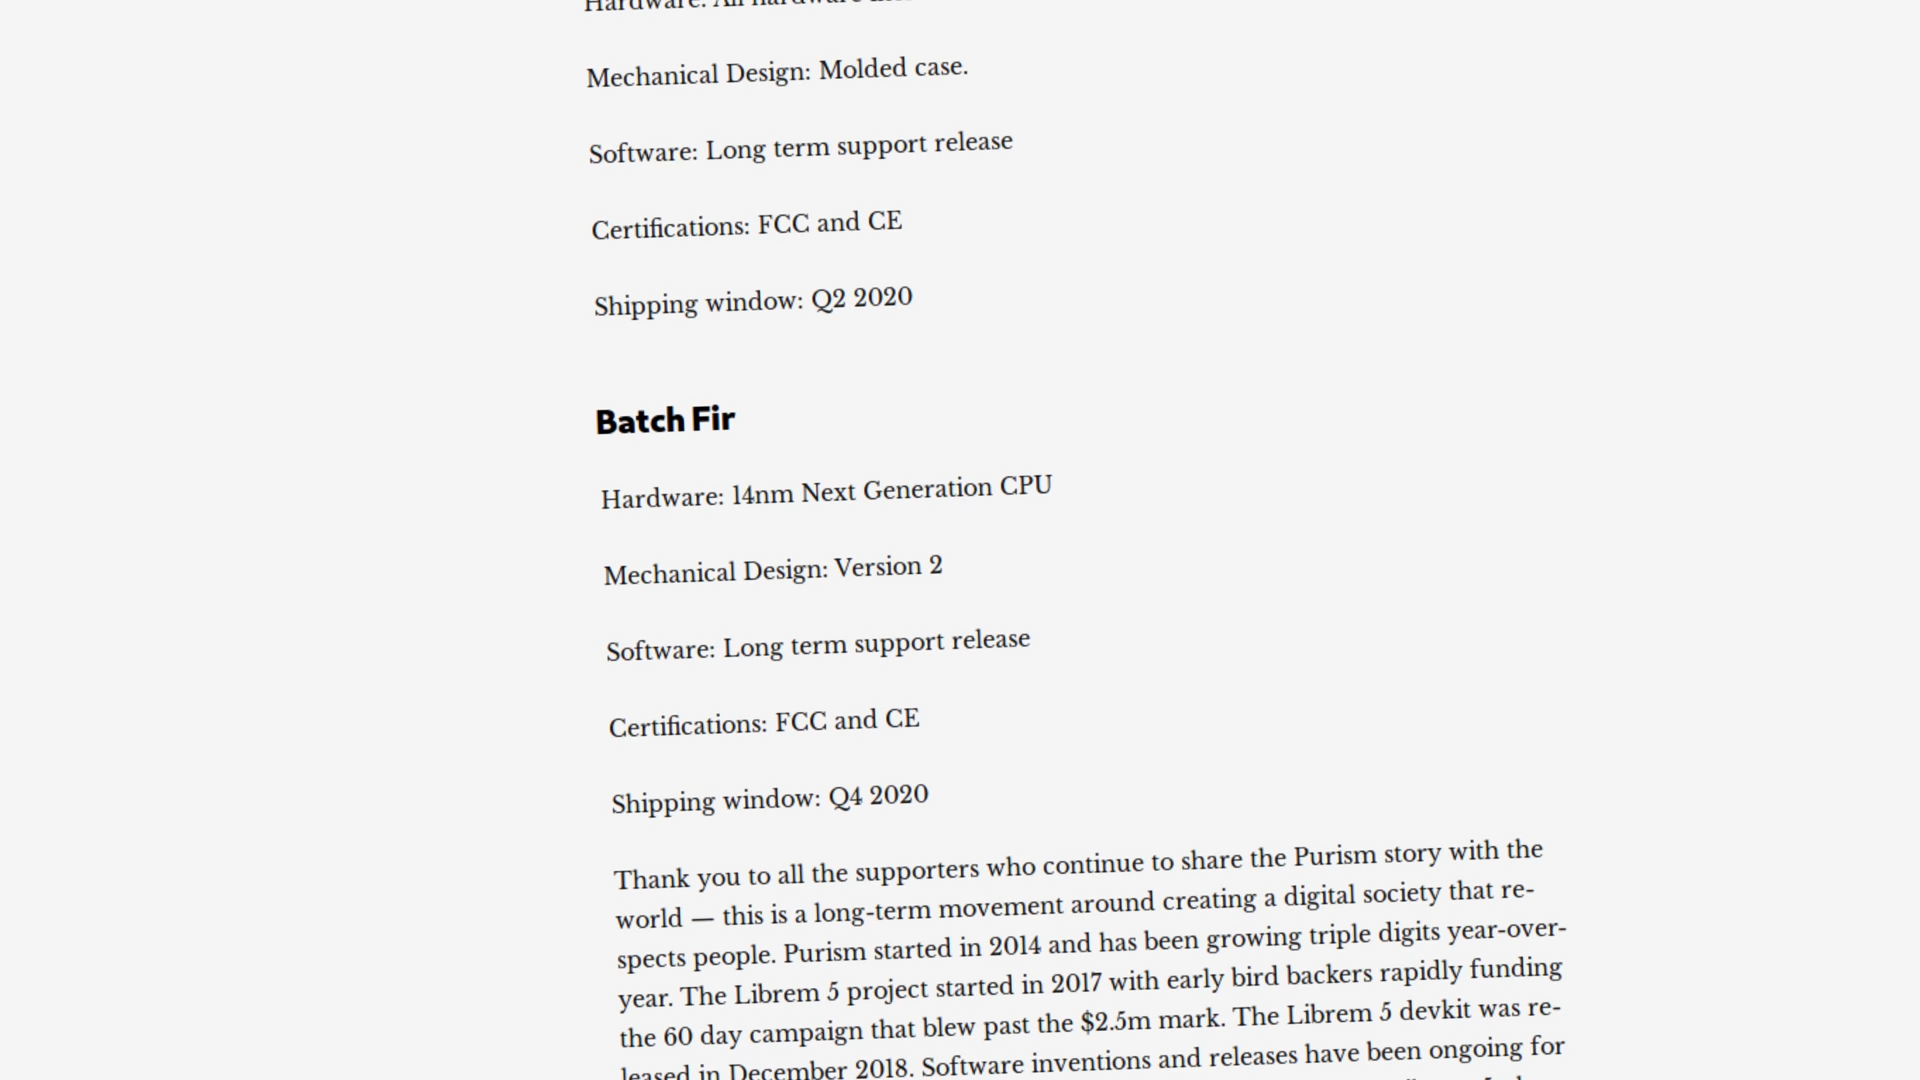 Hardware: All hardware
Mechanical Design: Molded case.
Software: Long term support release
Certifications: FCC and CE
Shipping window: Q2 2020
Batch Fir
Hardware: 14nm Next Generation CPU
Mechanical Design: Version 2
Software: Long term support release
Certifications: FCC and CE
Shipping window: Q4 2020
Thank you to all the supporters who continue to share the Purism story with the
world — this is a long-term movement around creating a digital society that re-
spects people. Purism started in 2014 and has been growing triple digits year-over-
year. The Librem 5 project started in 2017 with early bird backers rapidly funding
the 60 day campaign that blew past the $2.5m mark. The Librem 5 devkit was re-
leased in December 2018. Software inventions and releases have been ongoing for